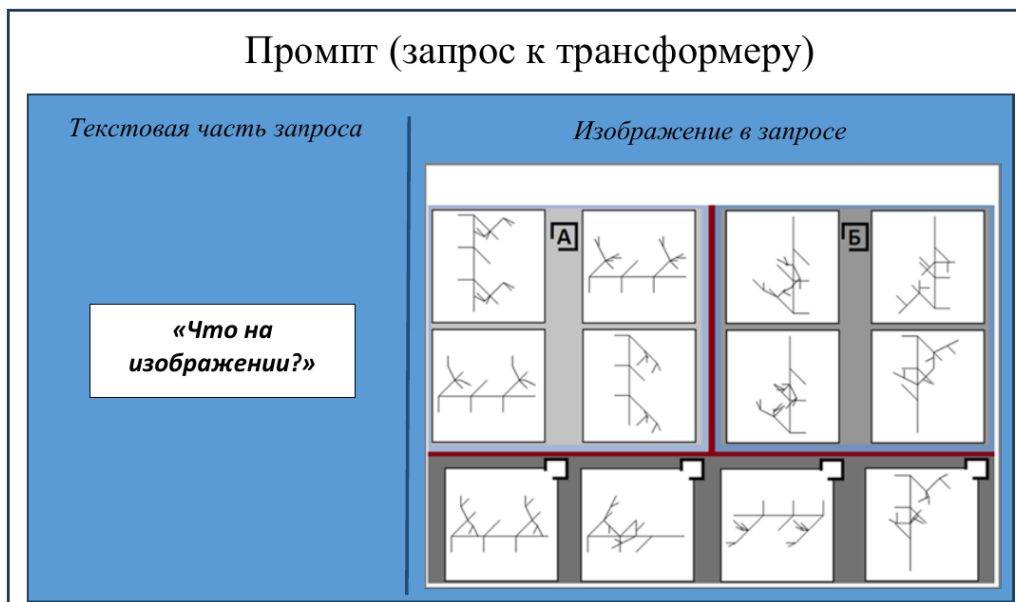 Промпт (запрос к трансформеру)
Текстовая часть запроса
Изображение в запросе
«Что на
изображении?»
А
Б